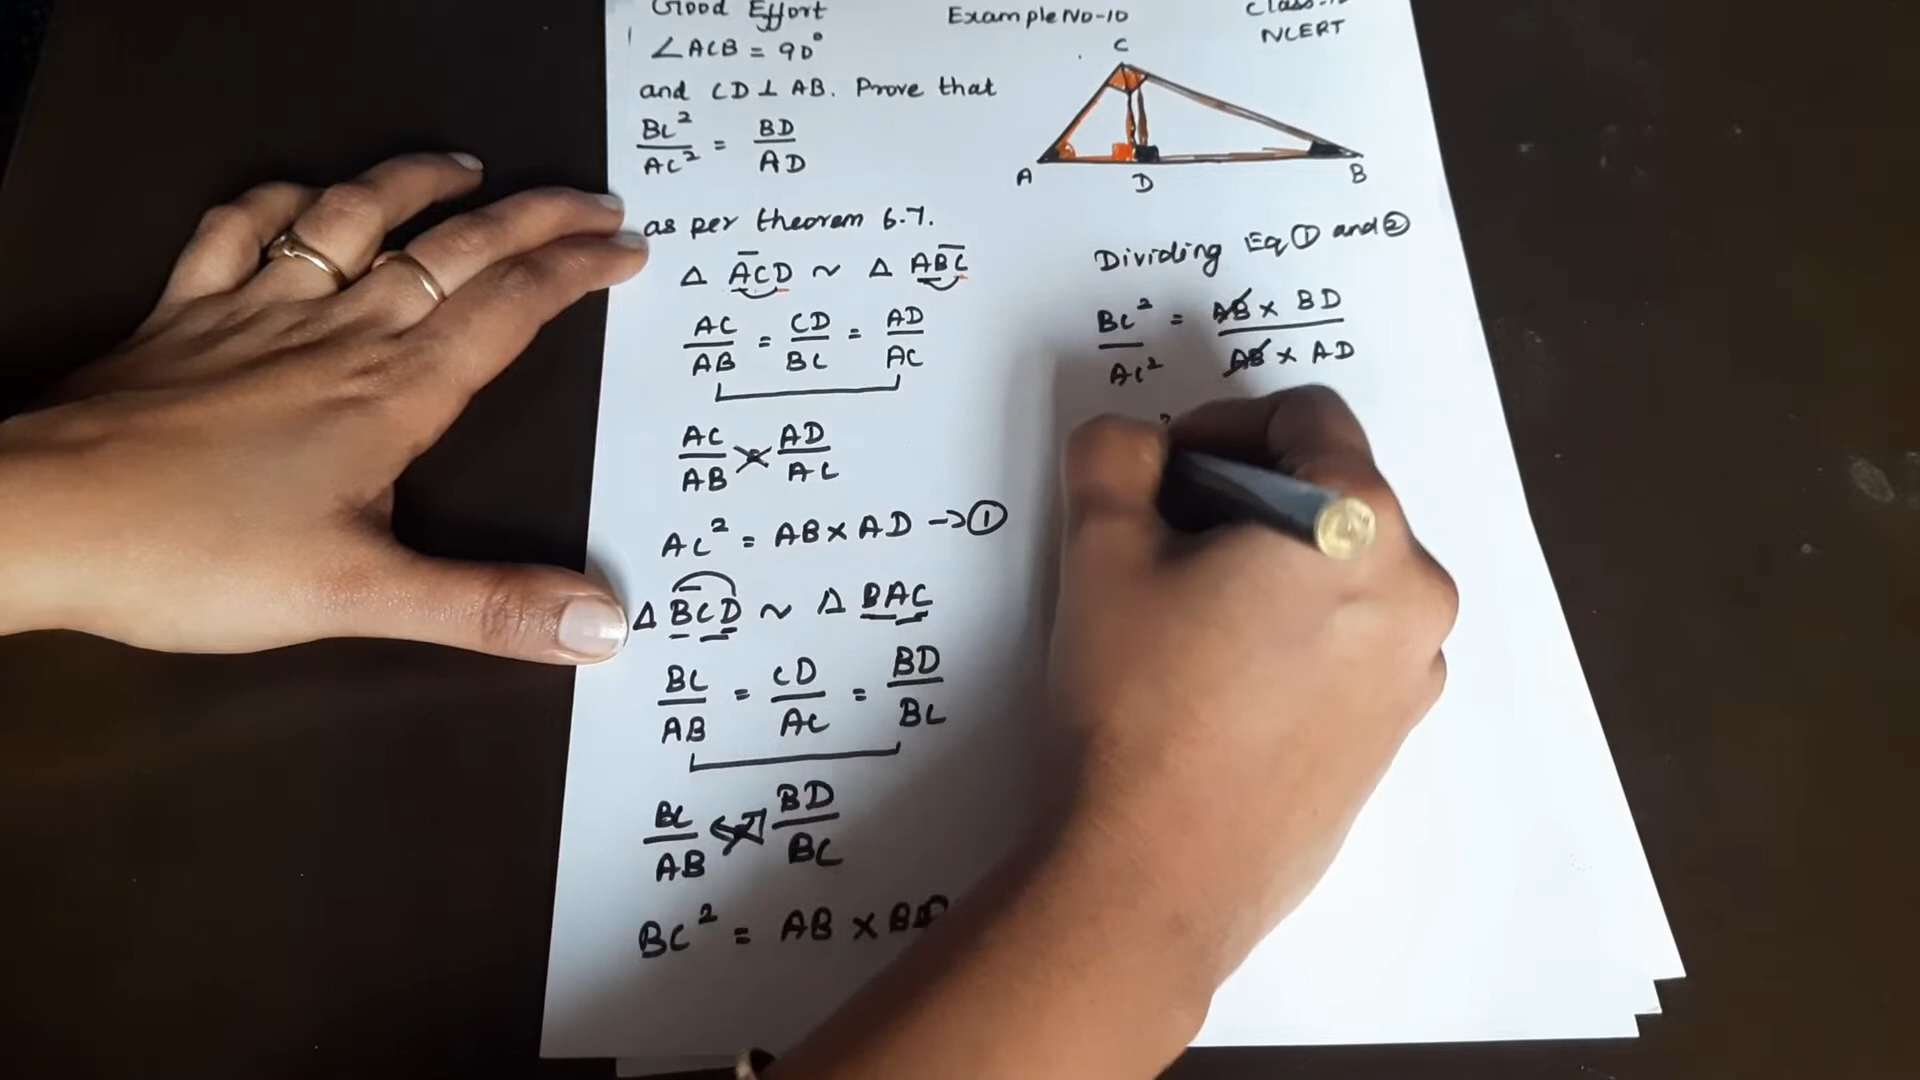 Good Effort
Example No-10
Class-10
NCERT
∠ACB = 90°
and CD ⊥ AB. Prove that
BC²/AC² = BD/AD
C
A
D
B
as per theorem 6.7.
Δ ACD ~ Δ ABC
AC/AB = CD/BC = AD/AC
AC/AB × AD/AC
AC² = AB × AD → ①
Δ BCD ~ Δ BAC
BC/AB = CD/AC = BD/BC
BC/AB × BD/BC
BC² = AB × BD
Dividing Eq ① and ②
BC²/AC² = AB × BD/AB × AD
2